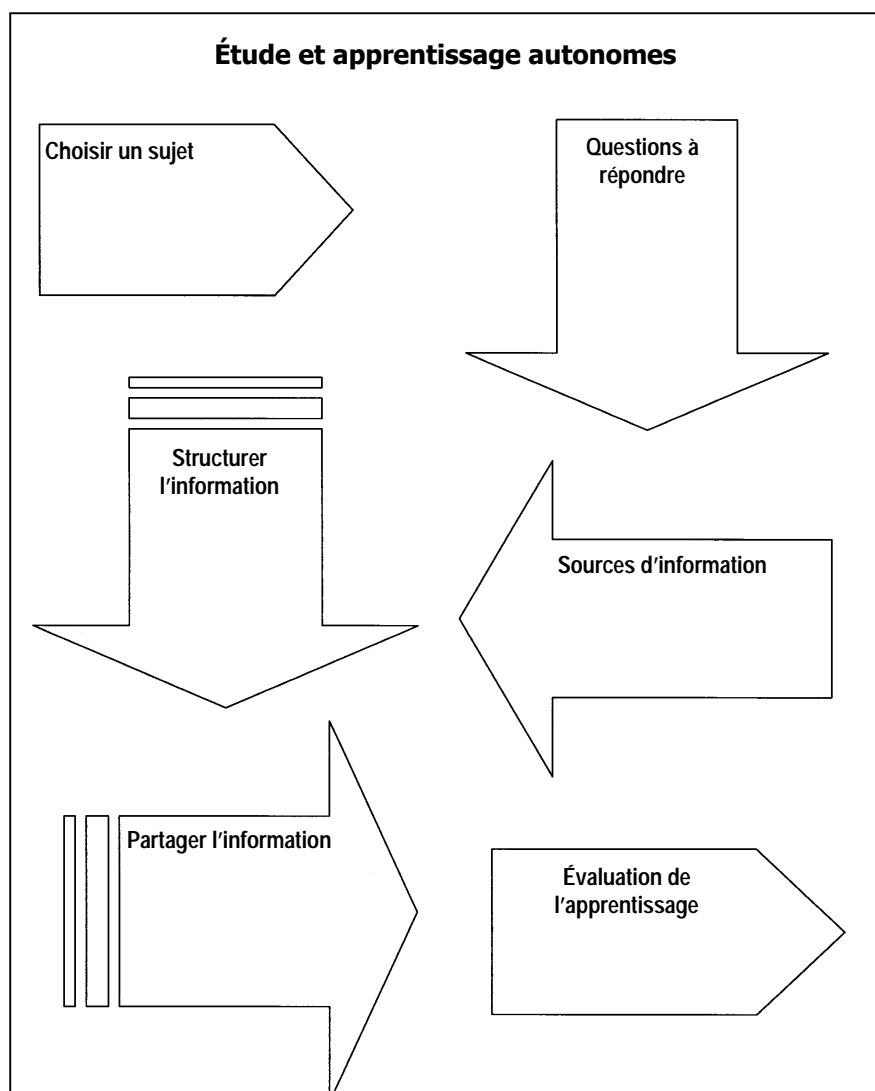 Étude et apprentissage autonomes
Choisir un sujet
Questions à
répondre
Structurer
l'information
Sources d'information
Partager l'information
Évaluation de
l'apprentissage